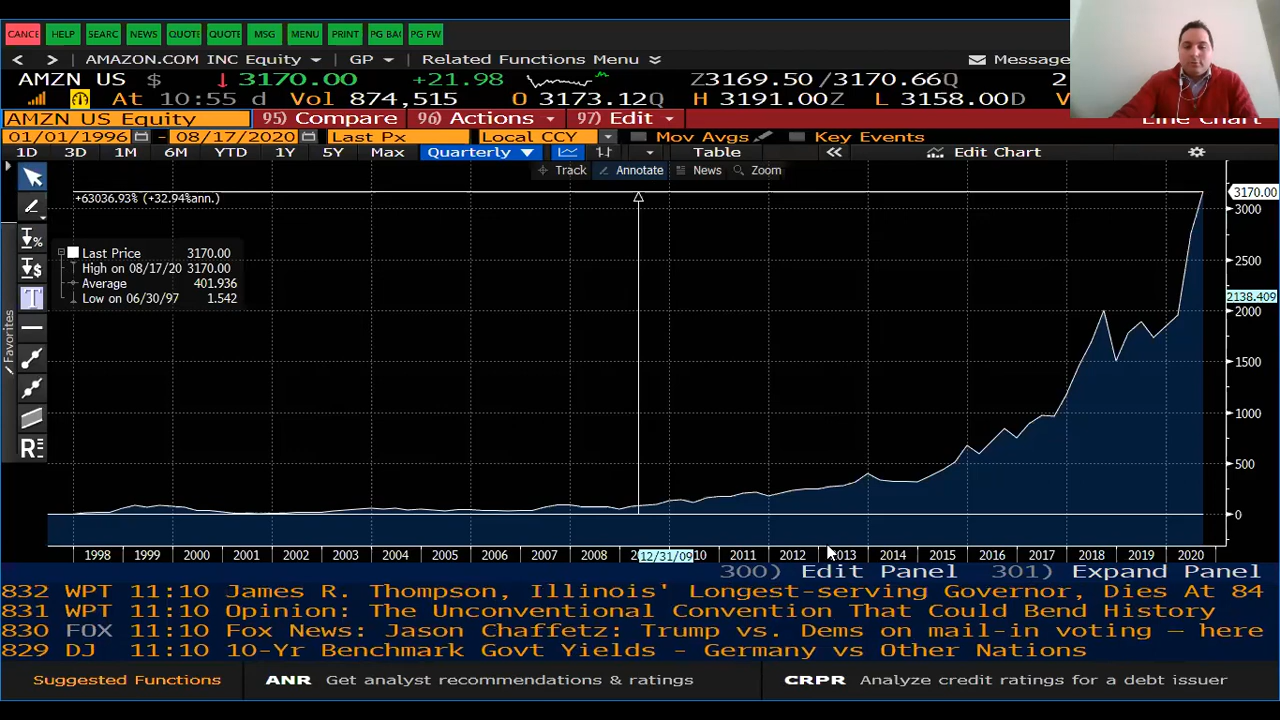 CANCE HELP SEARC NEWS QUOTE QUOTE MSG MENU PRINT PG BAC PG FW
< > AMAZON.COM INC Equity GP Related Functions Menu Message
AMZN US $ 3170.00 +21.98 Z3169.50/3170.66Q 2
At 10:55 d Vol 874,515 O 3173.12Q H 3191.00Z L 3158.00D
AMZN US Equity 95) Compare 96) Actions 97) Edit Line Chart
01/01/1996 - 08/17/2020 Last Px Local CCY Mov Avgs Key Events
1D 3D 1M 6M YTD 1Y 5Y Max Quarterly Table Edit Chart
Track Annotate News Zoom
+63036.93% (+32.94%ann.)
3170.00
3000
Last Price 3170.00
High on 08/17/20 3170.00
Average 401.936
Low on 06/30/97 1.542
2500
2138.409
2000
1500
1000
500
0
Favorites
1998 1999 2000 2001 2002 2003 2004 2005 2006 2007 2008 12/31/09 10 2011 2012 2013 2014 2015 2016 2017 2018 2019 2020
300) Edit Panel 301) Expand Panel
832 WPT 11:10 James R. Thompson, Illinois' Longest-serving Governor, Dies At 84
831 WPT 11:10 Opinion: The Unconventional Convention That Could Bend History
830 FOX 11:10 Fox News: Jason Chaffetz: Trump vs. Dems on mail-in voting — here
829 DJ 11:10 10-Yr Benchmark Govt Yields - Germany vs Other Nations
Suggested Functions ANR Get analyst recommendations & ratings CRPR Analyze credit ratings for a debt issuer